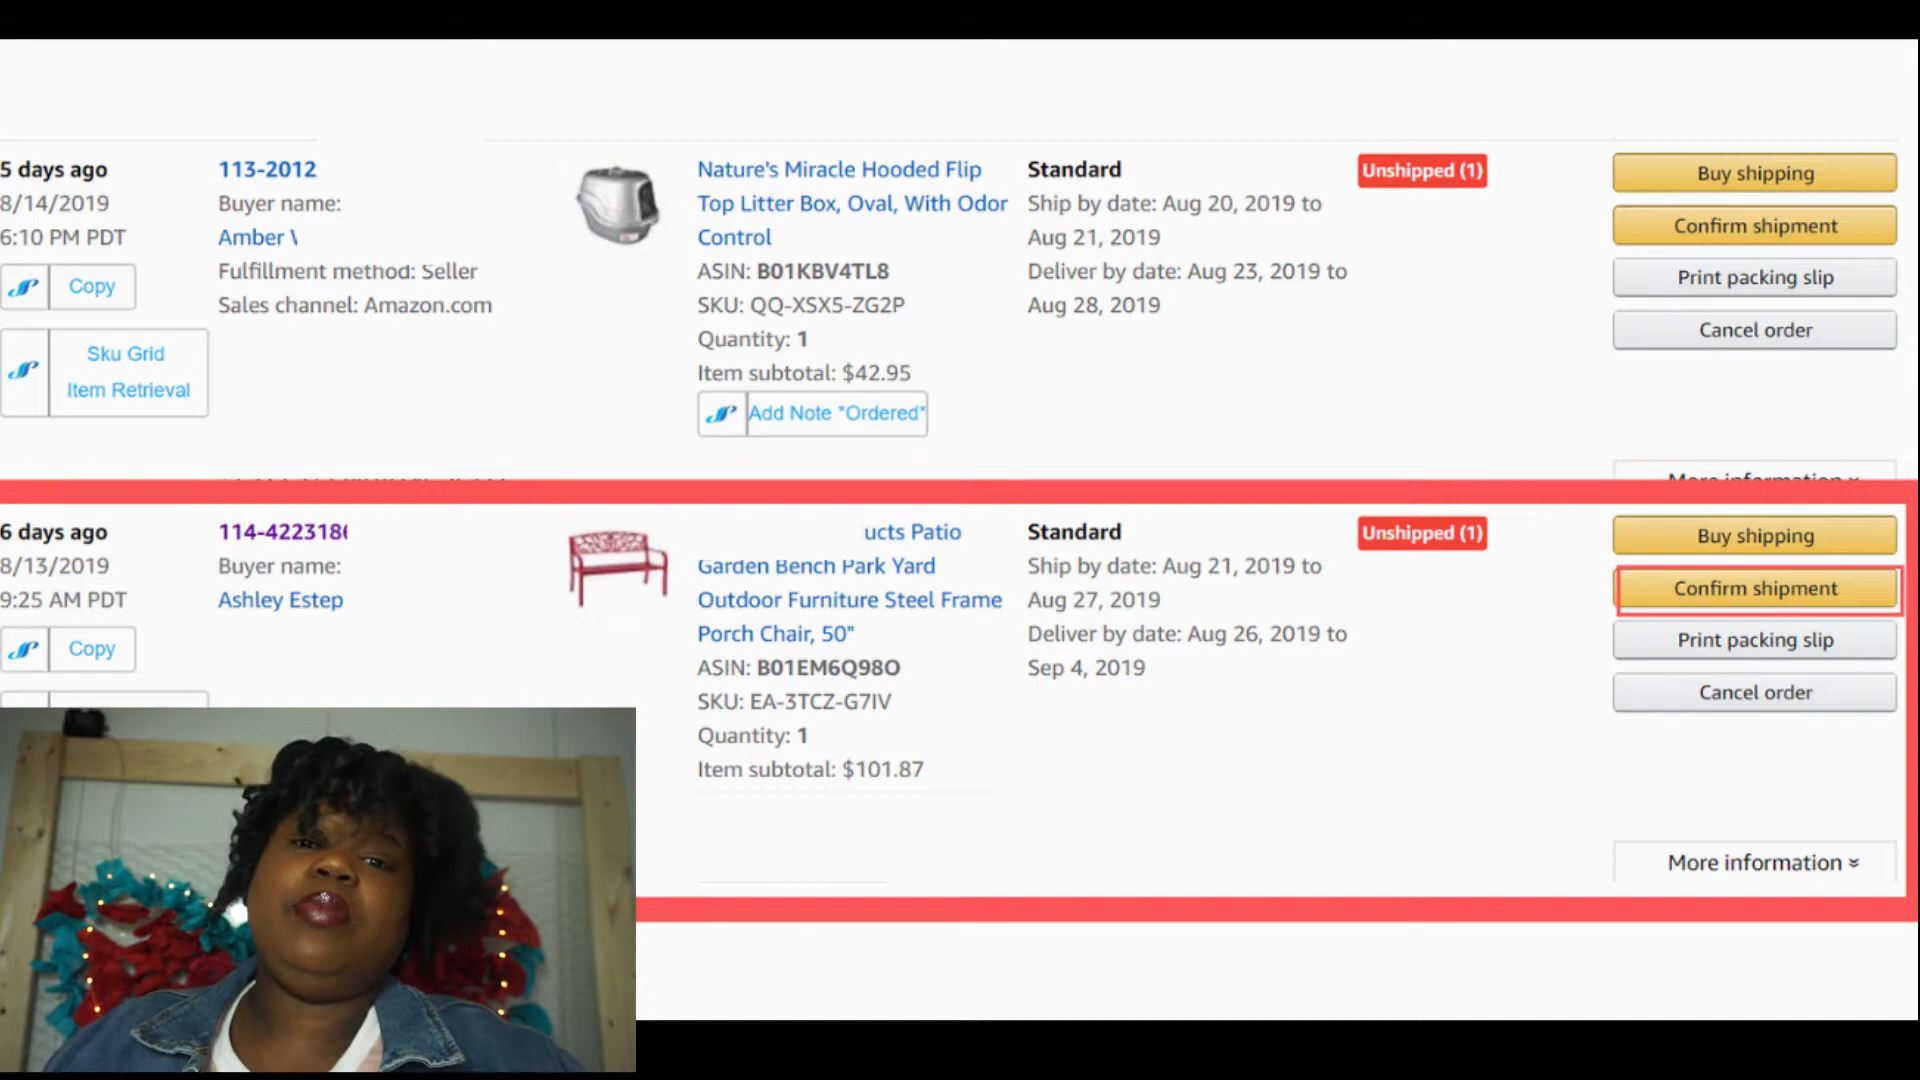 5 days ago
8/14/2019
6:10 PM PDT
Copy
Sku Grid
Item Retrieval
113-2012
Buyer name:
Amber
Fulfillment method: Seller
Sales channel: Amazon.com
Nature's Miracle Hooded Flip
Top Litter Box, Oval, With Odor
Control
ASIN: B01KBV4TL8
SKU: QQ-XSX5-ZG2P
Quantity: 1
Item subtotal: $42.95
Add Note *Ordered*
Standard
Ship by date: Aug 20, 2019 to
Aug 21, 2019
Deliver by date: Aug 23, 2019 to
Aug 28, 2019
Unshipped (1)
Buy shipping
Confirm shipment
Print packing slip
Cancel order
More information
6 days ago
8/13/2019
9:25 AM PDT
Copy
114-4223186
Buyer name:
Ashley Estep
ucts Patio
Garden Bench Park Yard
Outdoor Furniture Steel Frame
Porch Chair, 50"
ASIN: B01EM6Q98O
SKU: EA-3TCZ-G7IV
Quantity: 1
Item subtotal: $101.87
Standard
Ship by date: Aug 21, 2019 to
Aug 27, 2019
Deliver by date: Aug 26, 2019 to
Sep 4, 2019
Unshipped (1)
Buy shipping
Confirm shipment
Print packing slip
Cancel order
More information